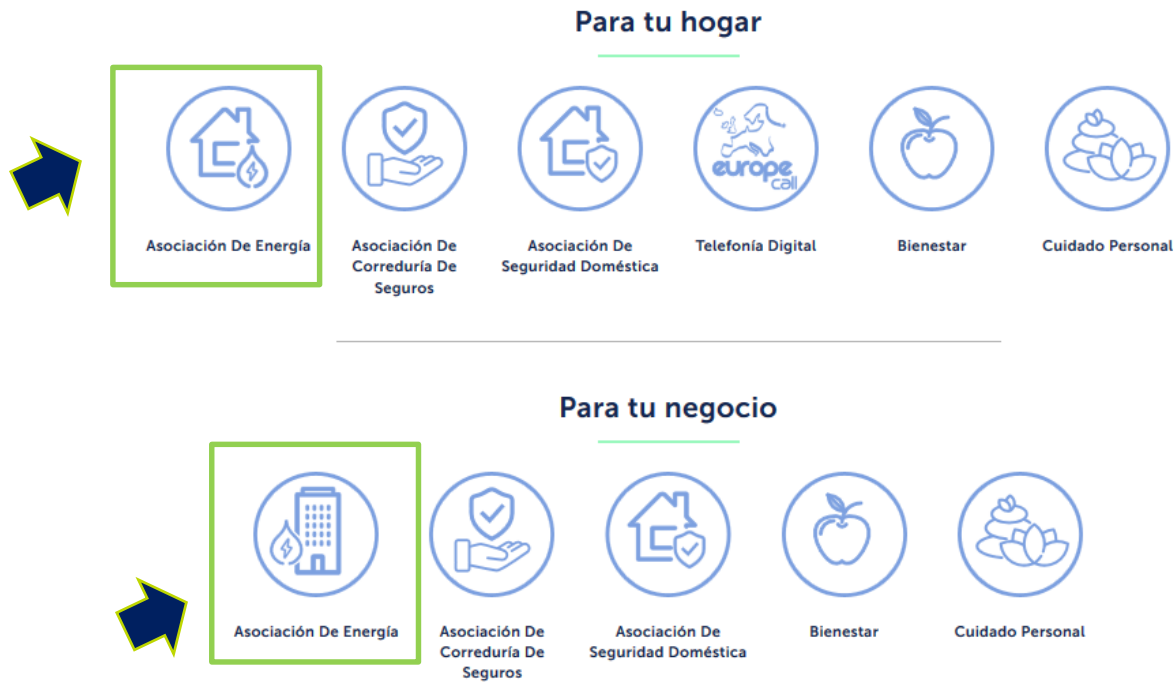 Para tu hogar
europe
call
Asociación De Energía
Asociación De
Correduría De
Seguros
Asociación De
Seguridad Doméstica
Telefonía Digital
Bienestar
Cuidado Personal
Para tu negocio
Asociación De Energía
Asociación De
Correduría De
Seguros
Asociación De
Seguridad Doméstica
Bienestar
Cuidado Personal